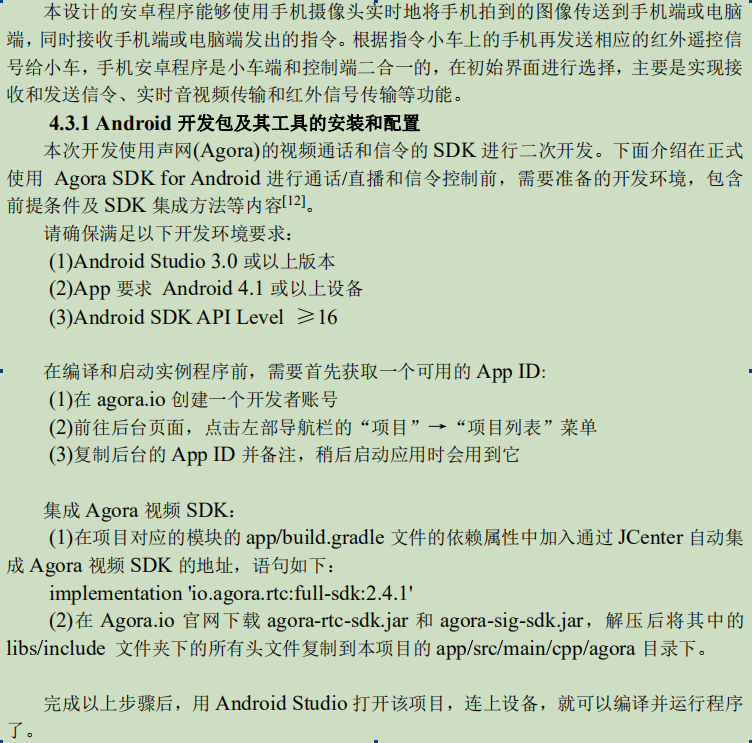 本设计的安卓程序能够使用手机摄像头实时地将手机拍到的图像传送到手机端或电脑
端，同时接收手机端或电脑端发出的指令。根据指令小车上的手机再发送相应的红外遥控信
号给小车，手机安卓程序是小车端和控制端二合一的，在初始界面进行选择，主要是实现接
收和发送信令、实时音视频传输和红外信号传输等功能。
4.3.1 Android 开发包及其工具的安装和配置
本次开发使用声网(Agora)的视频通话和信令的 SDK 进行二次开发。下面介绍在正式
使用 Agora SDK for Android 进行通话/直播和信令控制前，需要准备的开发环境，包含
前提条件及 SDK 集成方法等内容[12]。
请确保满足以下开发环境要求：
(1)Android Studio 3.0 或以上版本
(2)App 要求 Android 4.1 或以上设备
(3)Android SDK API Level ≥16
在编译和启动实例程序前，需要首先获取一个可用的 App ID:
(1)在 agora.io 创建一个开发者账号
(2)前往后台页面，点击左部导航栏的“项目”→“项目列表”菜单
(3)复制后台的 App ID 并备注，稍后启动应用时会用到它
集成 Agora 视频 SDK：
(1)在项目对应的模块的 app/build.gradle 文件的依赖属性中加入通过 JCenter 自动集
成 Agora 视频 SDK 的地址，语句如下：
implementation 'io.agora.rtc:full-sdk:2.4.1'
(2)在 Agora.io 官网下载 agora-rtc-sdk.jar 和 agora-sig-sdk.jar，解压后将其中的
libs/include 文件夹下的所有头文件复制到本项目的 app/src/main/cpp/agora 目录下。
完成以上步骤后，用 Android Studio 打开该项目，连上设备，就可以编译并运行程序
了。